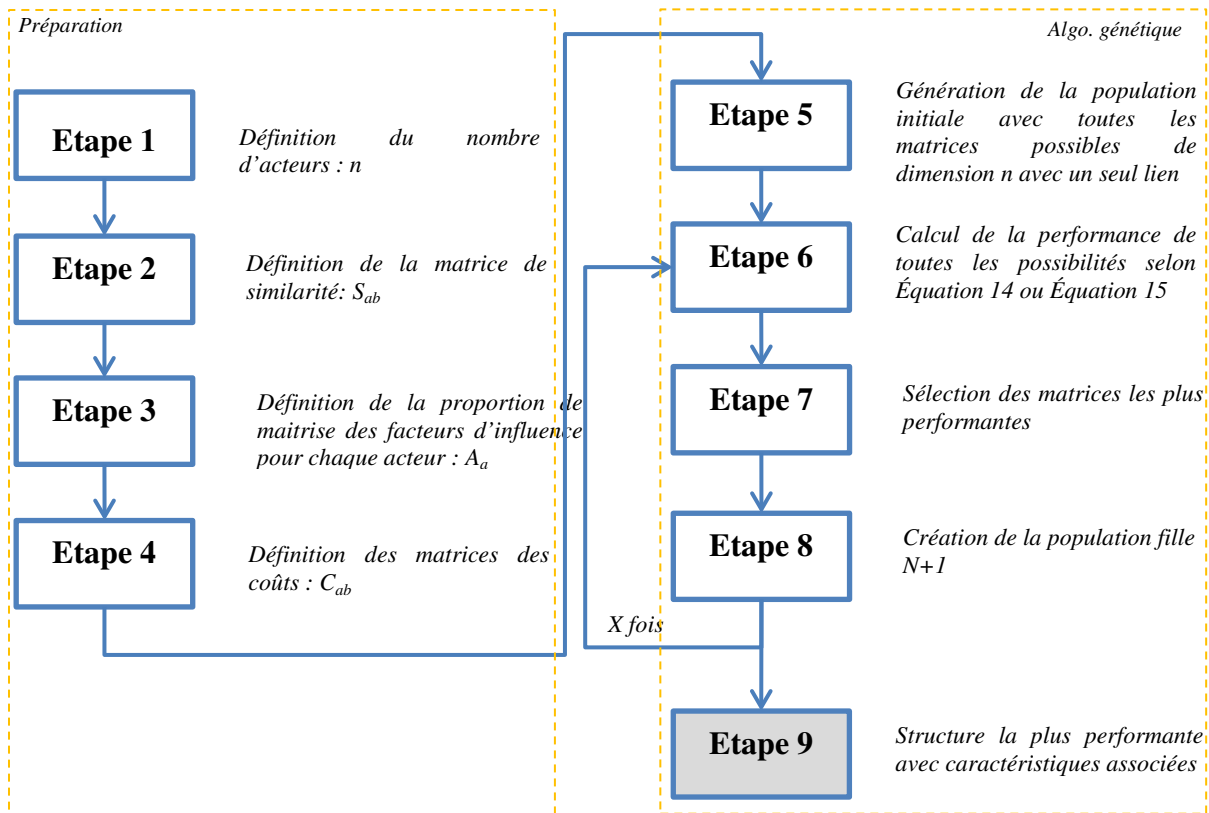 Préparation
Etape 1
Définition du nombre
d'acteurs : n
Etape 2
Définition de la matrice de
similarité: Sab
Etape 3
Définition de la proportion de
maitrise des facteurs d'influence
pour chaque acteur : Aa
Etape 4
Définition des matrices des
coûts : Cab
Algo. génétique
Etape 5
Génération de la population
initiale avec toutes les
matrices possibles de
dimension n avec un seul lien
Etape 6
Calcul de la performance de
toutes les possibilités selon
Équation 14 ou Équation 15
Etape 7
Sélection des matrices les plus
performantes
Etape 8
Création de la population fille
N+1
X fois
Etape 9
Structure la plus performante
avec caractéristiques associées